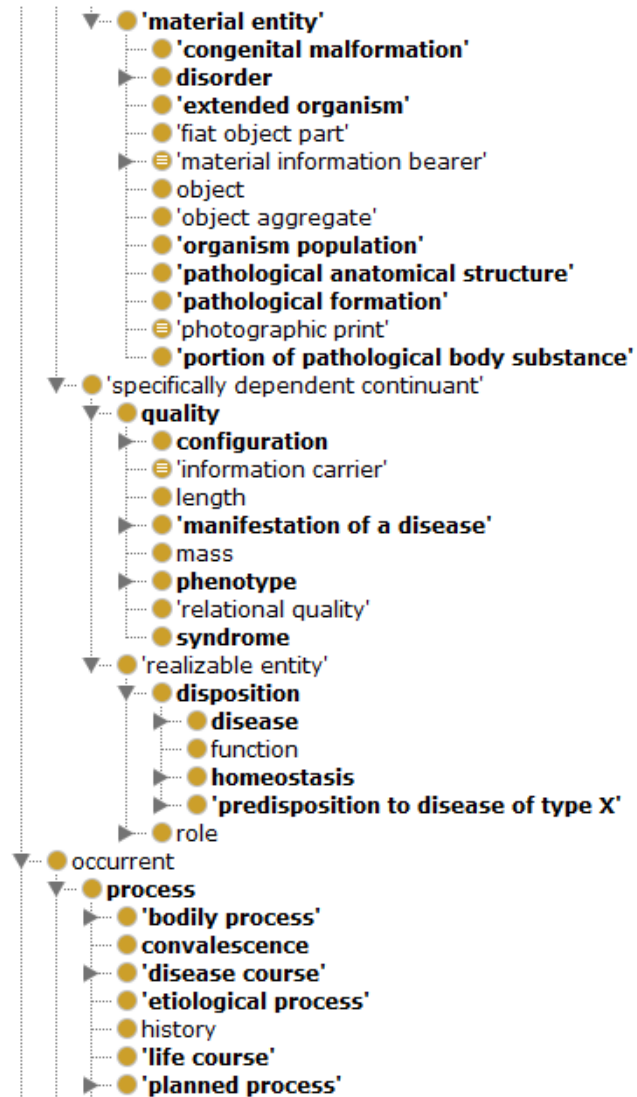 'material entity'
'congenital malformation'
disorder
'extended organism'
'fiat object part'
'material information bearer'
object
'object aggregate'
'organism population'
'pathological anatomical structure'
'pathological formation'
'photographic print'
'portion of pathological body substance'
'specifically dependent continuant'
quality
configuration
'information carrier'
length
'manifestation of a disease'
mass
phenotype
'relational quality'
syndrome
'realizable entity'
disposition
disease
function
homeostasis
'predisposition to disease of type X'
role
occurrent
process
'bodily process'
convalescence
'disease course'
'etiological process'
history
'life course'
'planned process'